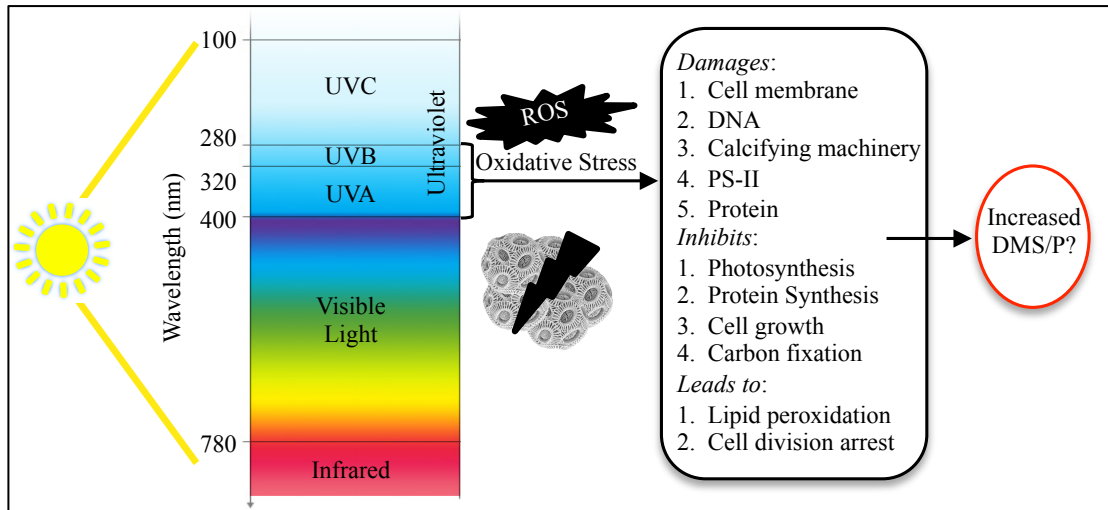 Wavelength (nm)
100
280
320
400
780
UVC
UVB
UVA
Ultraviolet
Visible
Light
Infrared
ROS
Oxidative Stress
Damages:
1. Cell membrane
2. DNA
3. Calcifying machinery
4. PS-II
5. Protein
Inhibits:
1. Photosynthesis
2. Protein Synthesis
3. Cell growth
4. Carbon fixation
Leads to:
1. Lipid peroxidation
2. Cell division arrest
Increased
DMS/P?